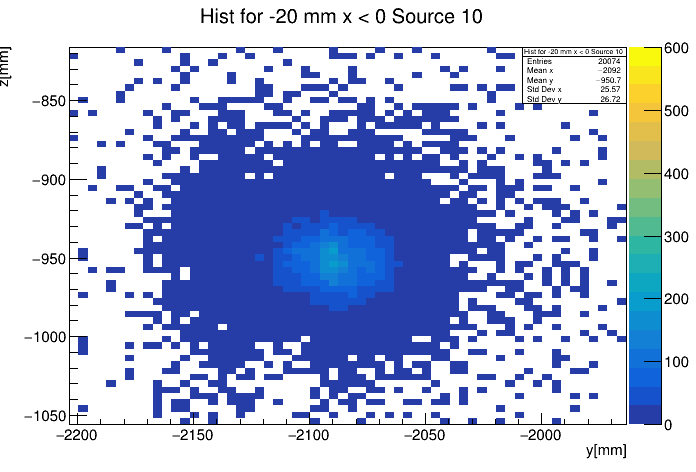 Hist for -20 mm x < 0 Source 10
z[mm]
Hist for -20 mm x < 0 Source 10
Entries 20074
Mean x −2092
Mean y −950.7
Std Dev x 25.57
Std Dev y 26.72
600
500
400
300
200
100
0
−850
−900
−950
−1000
−1050
−2200 −2150 −2100 −2050 −2000
y[mm]